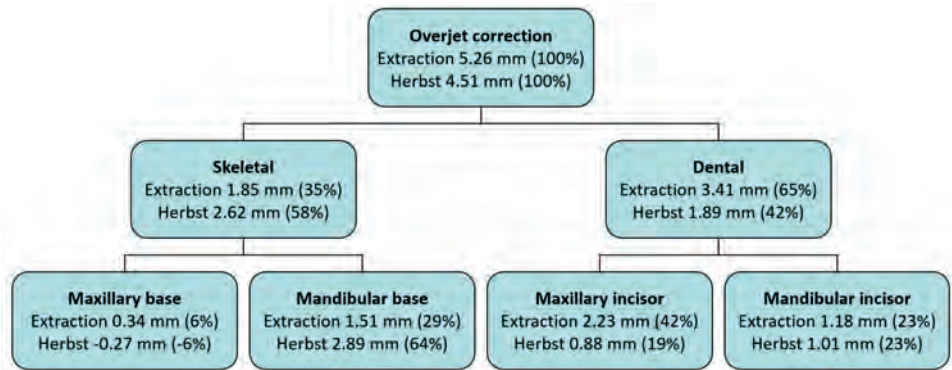 Overjet correction
Extraction 5.26 mm (100%)
Herbst 4.51 mm (100%)
Skeletal
Extraction 1.85 mm (35%)
Herbst 2.62 mm (58%)
Dental
Extraction 3.41 mm (65%)
Herbst 1.89 mm (42%)
Maxillary base
Extraction 0.34 mm (6%)
Herbst -0.27 mm (-6%)
Mandibular base
Extraction 1.51 mm (29%)
Herbst 2.89 mm (64%)
Maxillary incisor
Extraction 2.23 mm (42%)
Herbst 0.88 mm (19%)
Mandibular incisor
Extraction 1.18 mm (23%)
Herbst 1.01 mm (23%)